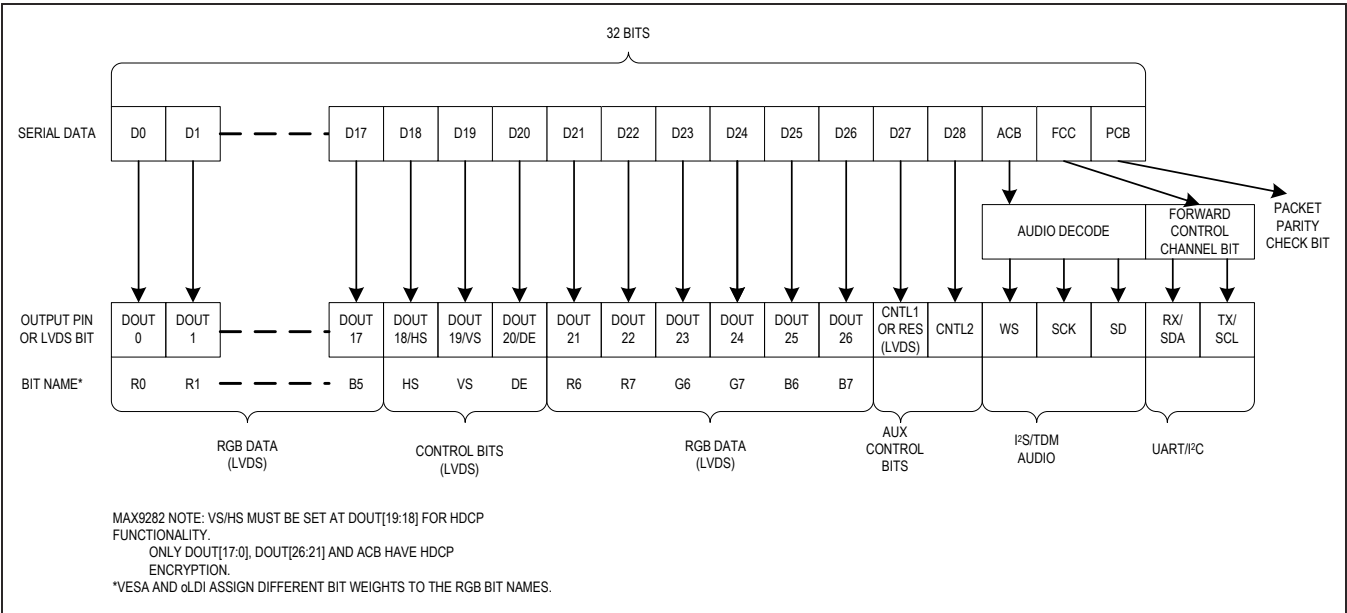 32 BITS
SERIAL DATA D0 D1 D17 D18 D19 D20 D21 D22 D23 D24 D25 D26 D27 D28 ACB FCC PCB
AUDIO DECODE
FORWARD
CONTROL
CHANNEL BIT
PACKET
PARITY
CHECK BIT
OUTPUT PIN
OR LVDS BIT
DOUT
0
DOUT
1
DOUT
17
DOUT
18/HS
DOUT
19/VS
DOUT
20/DE
DOUT
21
DOUT
22
DOUT
23
DOUT
24
DOUT
25
DOUT
26
CNTL1
OR RES
(LVDS)
CNTL2
WS
SCK
SD
RX/
SDA
TX/
SCL
BIT NAME* R0 R1 B5 HS VS DE R6 R7 G6 G7 B6 B7
RGB DATA
(LVDS)
CONTROL BITS
(LVDS)
RGB DATA
(LVDS)
AUX
CONTROL
BITS
I²S/TDM
AUDIO
UART/I²C
MAX9282 NOTE: VS/HS MUST BE SET AT DOUT[19:18] FOR HDCP
FUNCTIONALITY.
ONLY DOUT[17:0], DOUT[26:21] AND ACB HAVE HDCP
ENCRYPTION.
*VESA AND oLDI ASSIGN DIFFERENT BIT WEIGHTS TO THE RGB BIT NAMES.